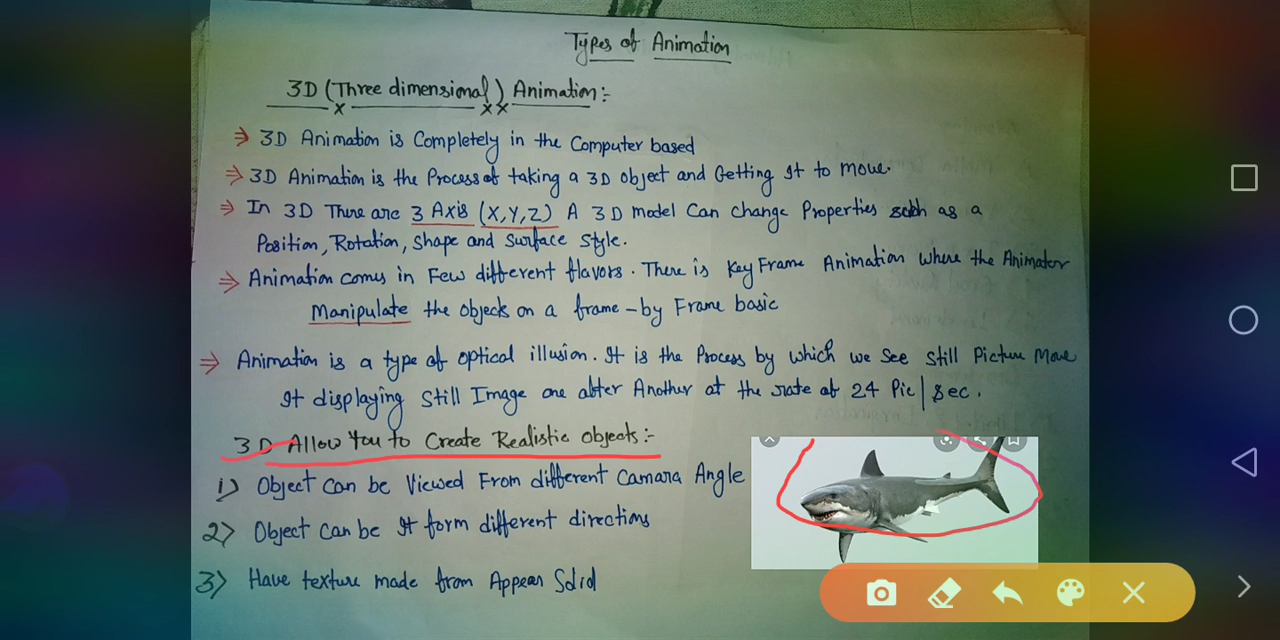 Types of Animation
3D (Three dimensional) Animation :-
⇒ 3D Animation is Completely in the Computer based
⇒ 3D Animation is the Process of taking a 3D object and Getting It to move.
⇒ In 3D There are 3 Axis (X,Y,Z) A 3D model Can Change Properties such as a
Position, Rotation, Shape and Surface Style.
⇒ Animation comes in Few different flavors. There is Key Frame Animation where the Animator
Manipulate the objects on a frame-by Frame basic
⇒ Animation is a type of optical illusion. It is the Process by which we See Still Picture Move
It displaying Still Image one after Another at the rate of 24 Pic|Sec.
3D Allow You to Create Realistic Objects:-
1) Object can be Viewed From different Camara Angle
2) Object can be It form different directions
3) Have texture made from Appear Solid